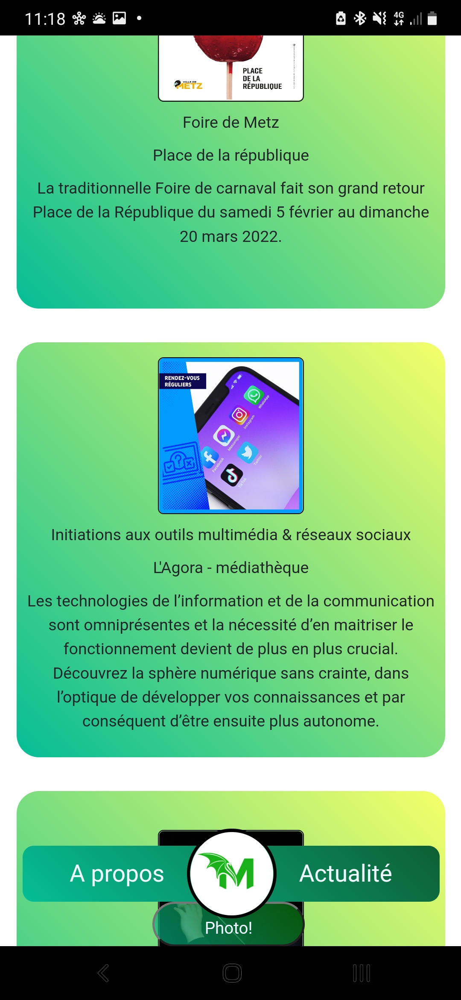 11:18
4G
VILLE DE
METZ
PLACE
DE LA
RÉPUBLIQUE
Foire de Metz
Place de la république
La traditionnelle Foire de carnaval fait son grand retour
Place de la République du samedi 5 février au dimanche
20 mars 2022.
RENDEZ-VOUS
RÉGULIERS
WhatsApp
Instagram
Messenger
Twitter
Facebook
TikTok
Initiations aux outils multimédia & réseaux sociaux
L'Agora - médiathèque
Les technologies de l’information et de la communication
sont omniprésentes et la nécessité d’en maitriser le
fonctionnement devient de plus en plus crucial.
Découvrez la sphère numérique sans crainte, dans
l’optique de développer vos connaissances et par
conséquent d’être ensuite plus autonome.
A propos
M
Actualité
Photo!